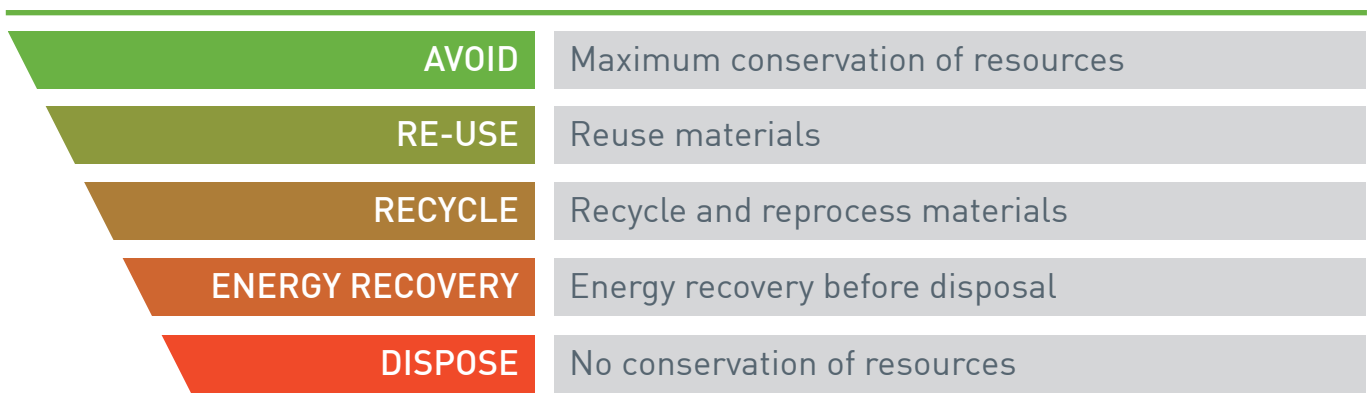 AVOID Maximum conservation of resources
RE-USE Reuse materials
RECYCLE Recycle and reprocess materials
ENERGY RECOVERY Energy recovery before disposal
DISPOSE No conservation of resources